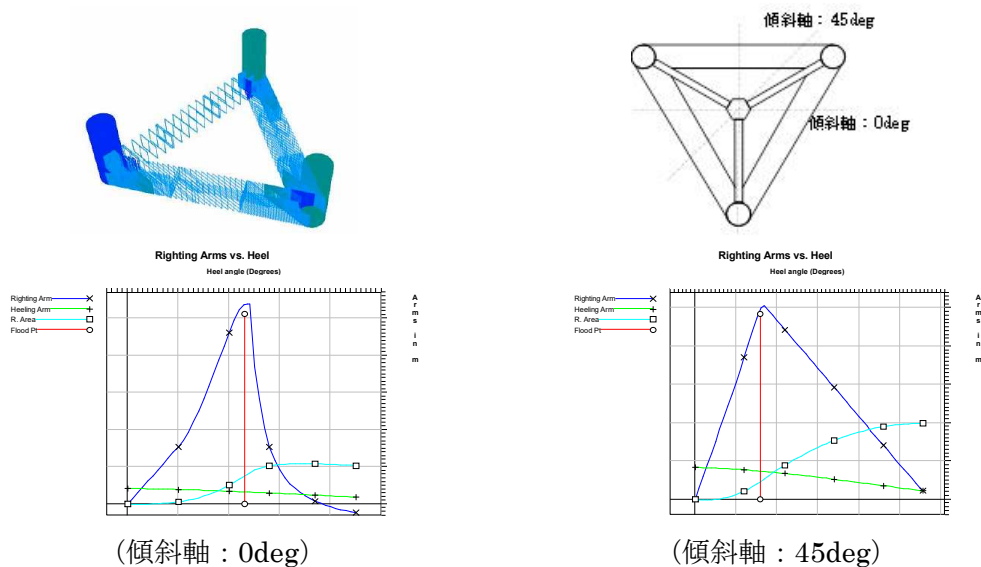 傾斜軸：45deg
傾斜軸：0deg
Righting Arms vs. Heel
Heel angle (Degrees)
Righting Arm
Heeling Arm
R. Area
Flood Pt
Arms in m
(傾斜軸：0deg)
Righting Arms vs. Heel
Heel angle (Degrees)
Righting Arm
Heeling Arm
R. Area
Flood Pt
Arms in m
(傾斜軸：45deg)